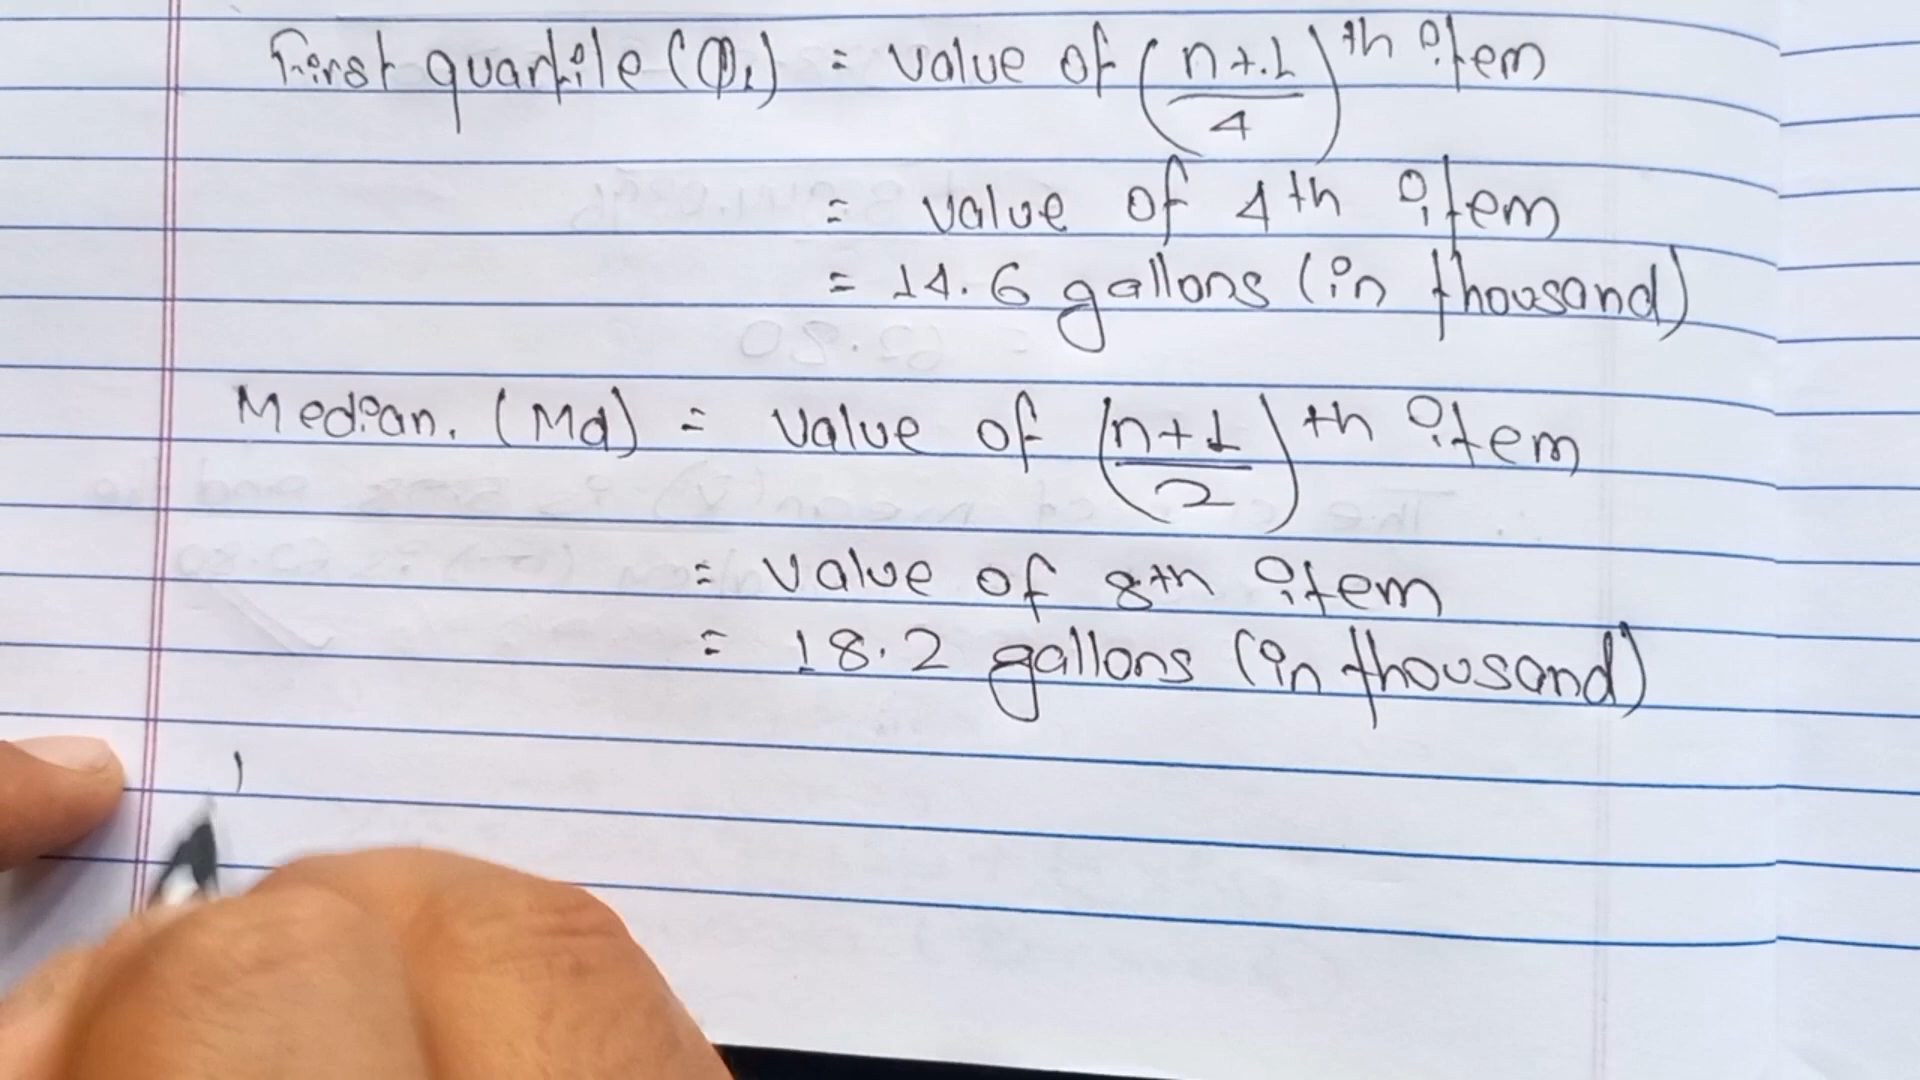 First quartile (Q1) = value of (n+1/4)th item
= value of 4th item
= 14.6 gallons (in thousand)
Median. (Md) = value of (n+1/2)th item
= value of 8th item
= 18.2 gallons (in thousand)